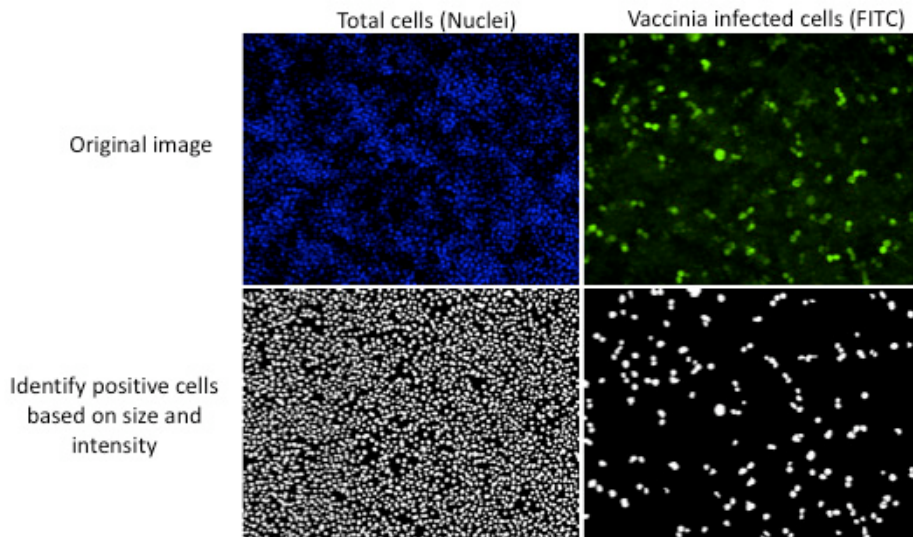 Total cells (Nuclei)
Vaccinia infected cells (FITC)
Original image
Identify positive cells
based on size and
intensity